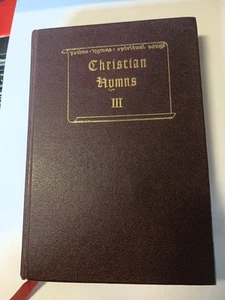 psalms · hymns · spiritual songs
Christian
Hymns
III